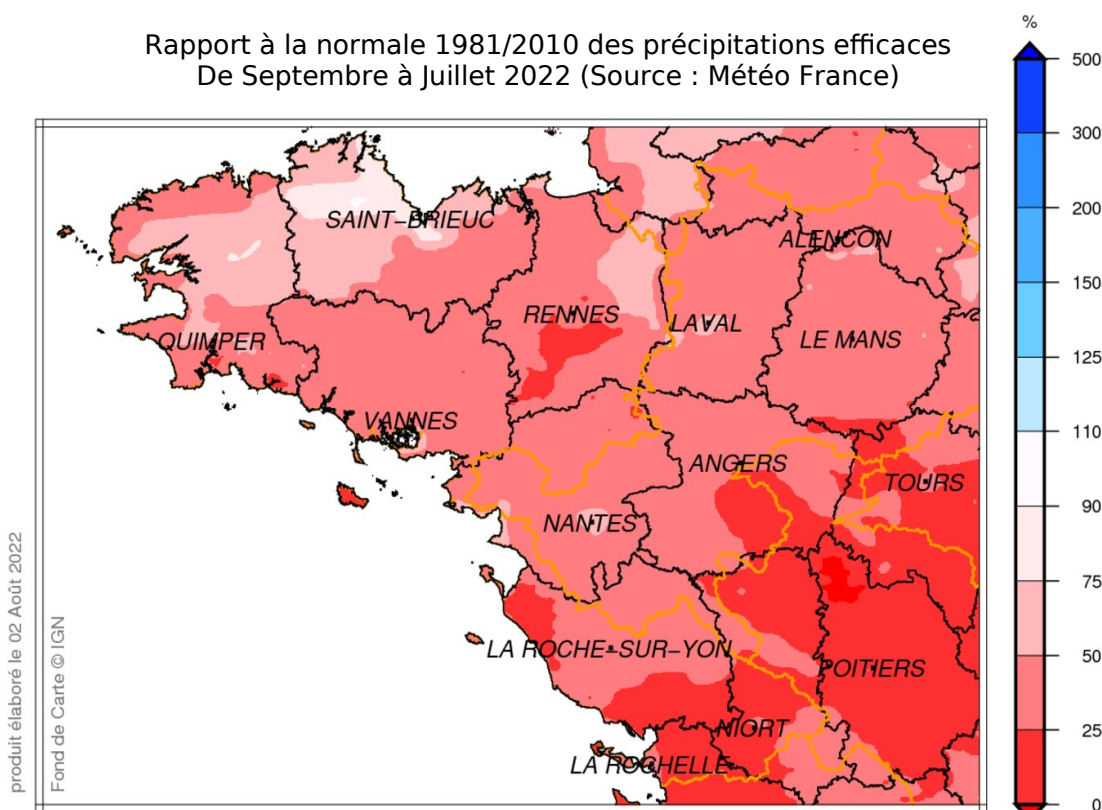 Rapport à la normale 1981/2010 des précipitations efficaces
De Septembre à Juillet 2022 (Source : Météo France)
%
500
300
200
150
125
110
90
75
50
25
0
SAINT−BRIEUC
ALENCON
RENNES
LAVAL
LE MANS
QUIMPER
VANNES
ANGERS
TOURS
NANTES
LA ROCHE−SUR−YON
POITIERS
NIORT
LA ROCHELLE
produit élaboré le 02 Août 2022
Fond de Carte © IGN